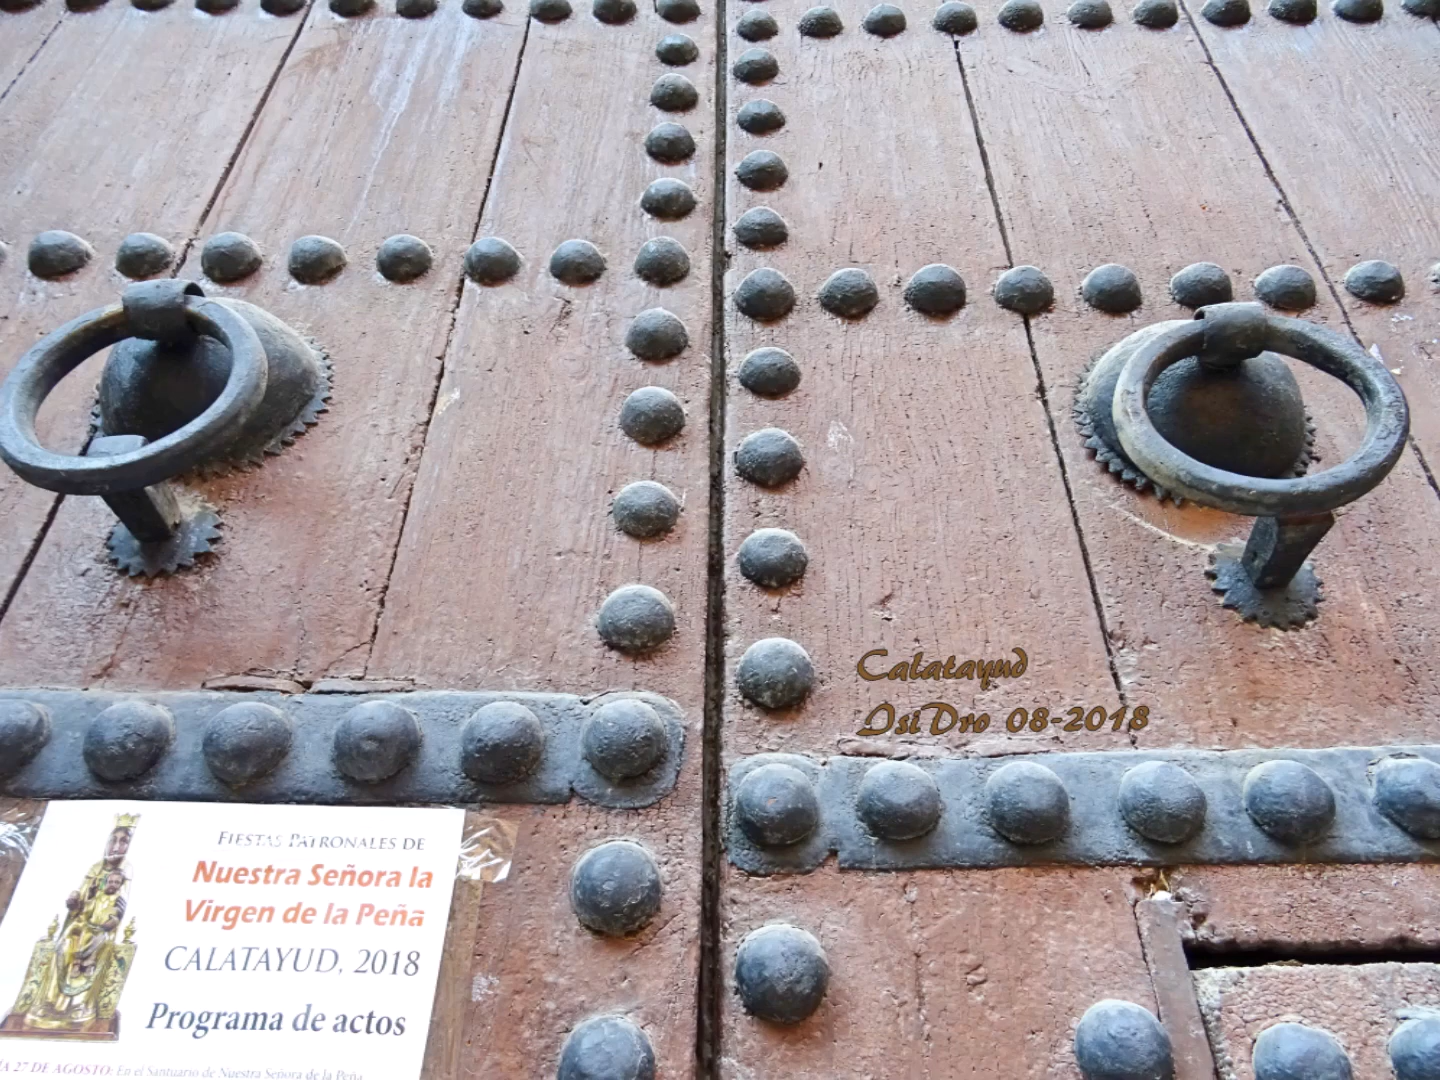 Calatayud
IsiDro 08-2018
FIESTAS PATRONALES DE
Nuestra Señora la
Virgen de la Peña
CALATAYUD, 2018
Programa de actos
27 DE AGOSTO: En el Santuario de Nuestra Señora de la Peña